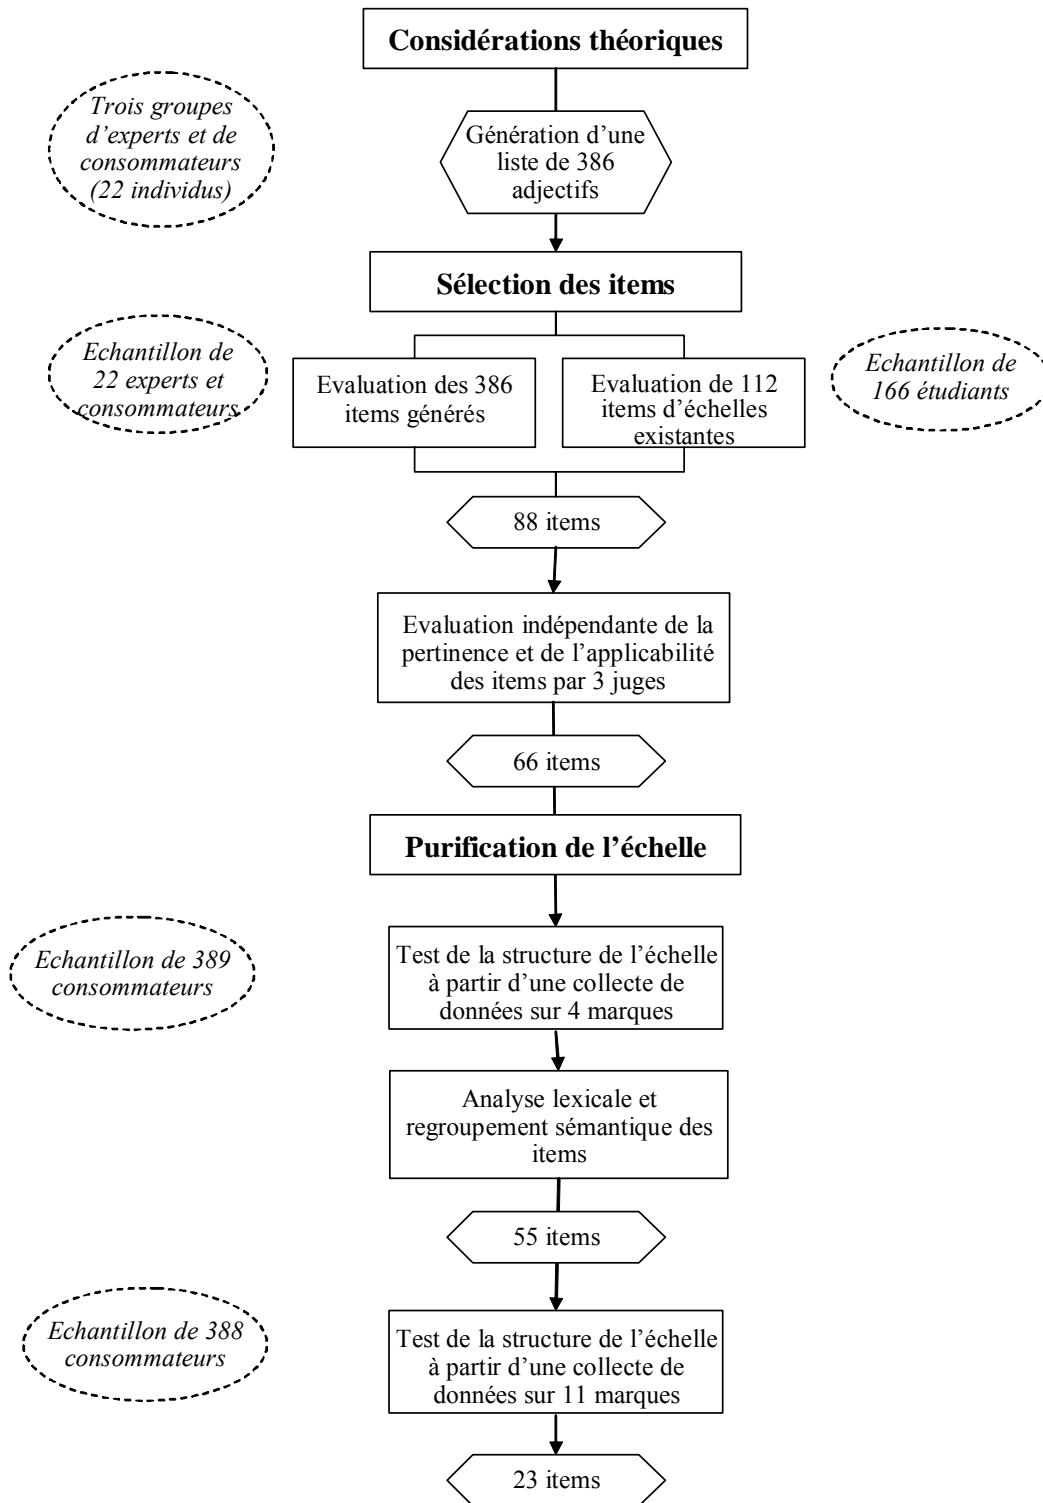 Considérations théoriques
Trois groupes
d'experts et de
consommateurs
(22 individus)
Génération d'une
liste de 386
adjectifs
Sélection des items
Echantillon de
22 experts et
consommateurs
Evaluation des 386
items générés
Evaluation de 112
items d'échelles
existantes
Echantillon de
166 étudiants
88 items
Evaluation indépendante de la
pertinence et de l'applicabilité
des items par 3 juges
66 items
Purification de l'échelle
Echantillon de 389
consommateurs
Test de la structure de l'échelle
à partir d'une collecte de
données sur 4 marques
Analyse lexicale et
regroupement sémantique des
items
55 items
Echantillon de 388
consommateurs
Test de la structure de l'échelle
à partir d'une collecte de
données sur 11 marques
23 items